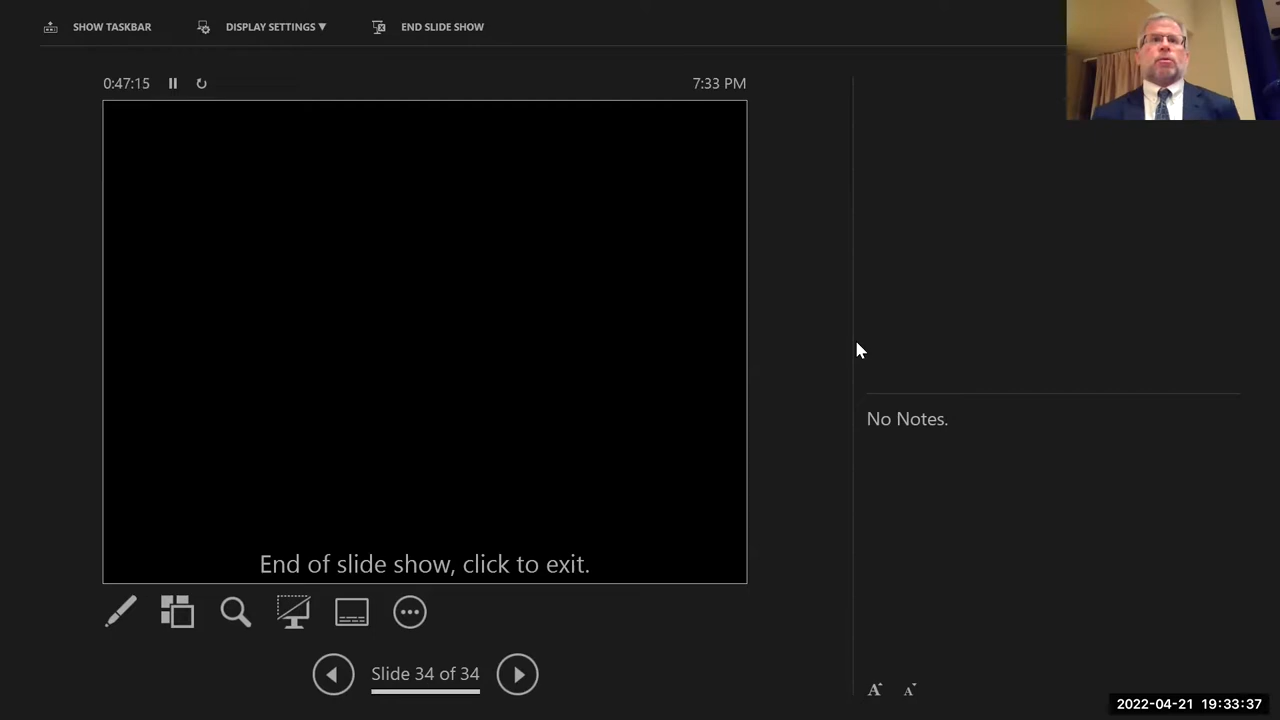 SHOW TASKBAR
DISPLAY SETTINGS ▼
END SLIDE SHOW
0:47:15
7:33 PM
End of slide show, click to exit.
No Notes.
Slide 34 of 34
A A
2022-04-21 19:33:37